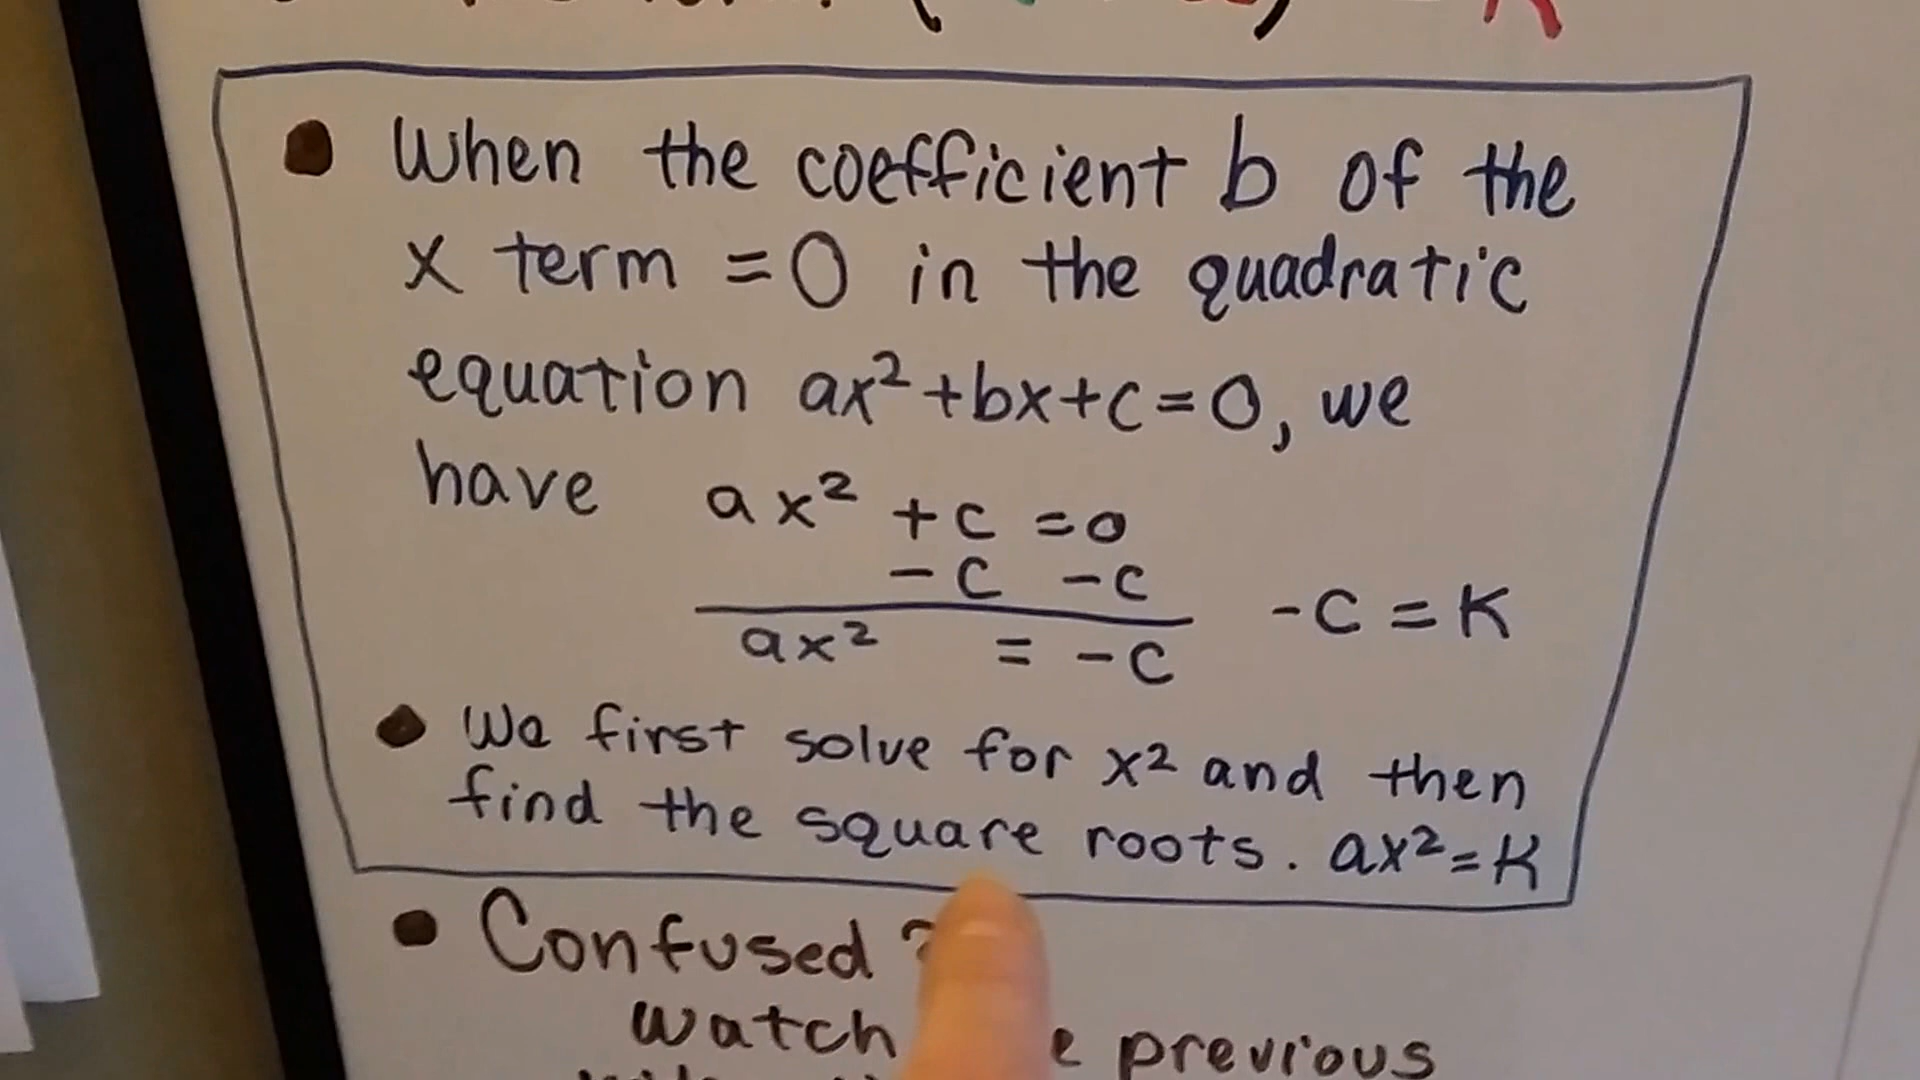 When the coefficient b of the
x term = 0 in the quadratic
equation ax²+bx+c=0, we
have ax² +c =0
-c -c
ax² = -c -c = K
We first solve for x² and then
find the square roots. ax²=K
Confused ?
watch previous